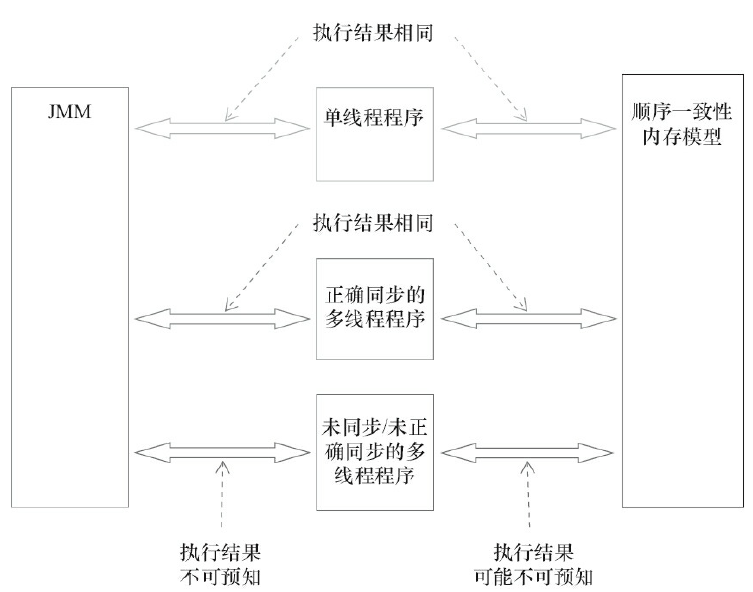 执行结果相同
JMM
单线程程序
顺序一致性
内存模型
执行结果相同
正确同步的
多线程程序
未同步/未正
确同步的多
线程程序
执行结果
不可预知
执行结果
可能不可预知